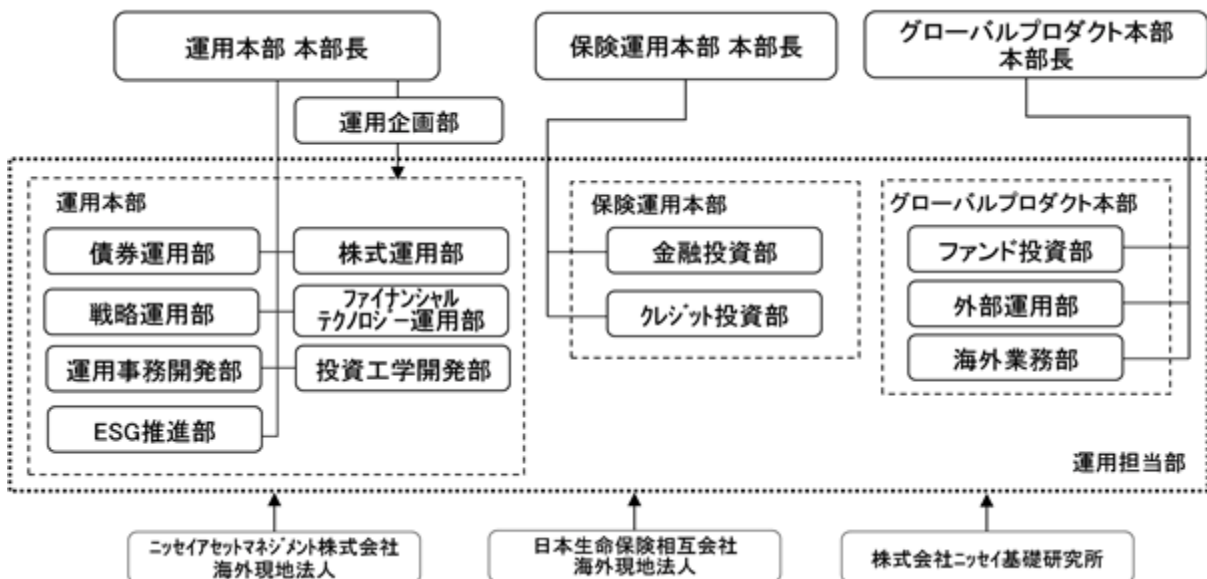 運用本部 本部長
保険運用本部 本部長
グローバルプロダクト本部
本部長
運用企画部
運用本部
債券運用部
株式運用部
戦略運用部
ファイナンシャル
テクノロジー運用部
運用事務開発部
投資工学開発部
ESG推進部
保険運用本部
金融投資部
クレジット投資部
グローバルプロダクト本部
ファンド投資部
外部運用部
海外業務部
運用担当部
ニッセイアセットマネジメント株式会社
海外現地法人
日本生命保険相互会社
海外現地法人
株式会社ニッセイ基礎研究所